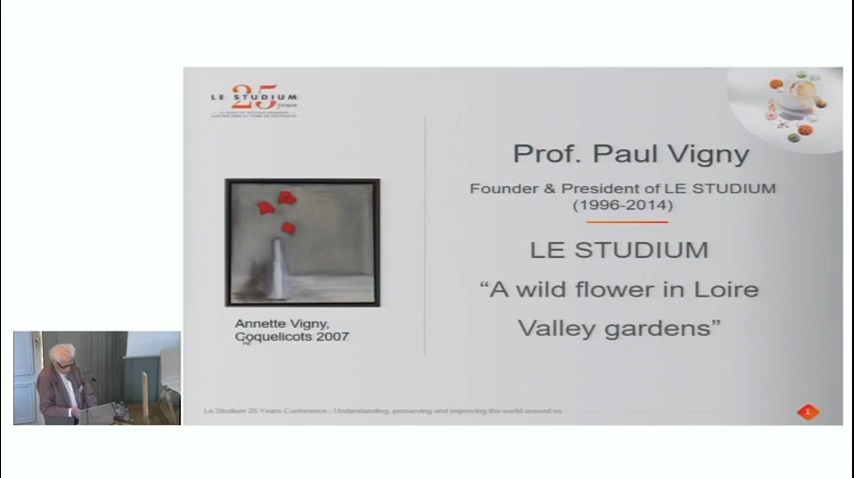 LE STUDIUM
25
years
Prof. Paul Vigny
Founder & President of LE STUDIUM
(1996-2014)
LE STUDIUM
“A wild flower in Loire
Valley gardens”
Annette Vigny,
Coquelicots 2007
Le Studium 25 Years Conference - Understanding, preserving and improving the world around us
1